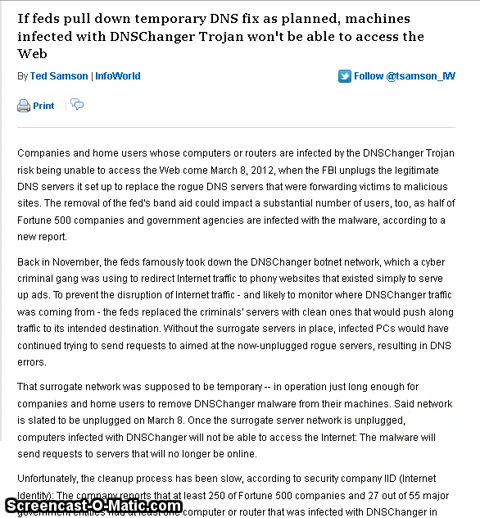 If feds pull down temporary DNS fix as planned, machines
infected with DNSChanger Trojan won't be able to access the
Web
By Ted Samson | InfoWorld
Follow @tsamson_IW
Print
Companies and home users whose computers or routers are infected by the DNSChanger Trojan
risk being unable to access the Web come March 8, 2012, when the FBI unplugs the legitimate
DNS servers it set up to replace the rogue DNS servers that were forwarding victims to malicious
sites. The removal of the fed's band aid could impact a substantial number of users, too, as half of
Fortune 500 companies and government agencies are infected with the malware, according to a
new report.
Back in November, the feds famously took down the DNSChanger botnet network, which a cyber
criminal gang was using to redirect Internet traffic to phony websites that existed simply to serve
up ads. To prevent the disruption of Internet traffic - and likely to monitor where DNSChanger traffic
was coming from - the feds replaced the criminals' servers with clean ones that would push along
traffic to its intended destination. Without the surrogate servers in place, infected PCs would have
continued trying to send requests to aimed at the now-unplugged rogue servers, resulting in DNS
errors.
That surrogate network was supposed to be temporary -- in operation just long enough for
companies and home users to remove DNSChanger malware from their machines. Said network
is slated to be unplugged on March 8. Once the surrogate server network is unplugged,
computers infected with DNSChanger will not be able to access the Internet: The malware will
send requests to servers that will no longer be online.
Unfortunately, the cleanup process has been slow, according to security company IID (Internet
Identity): The company reports that at least 250 of Fortune 500 companies and 27 out of 55 major
government entities had at least one computer or router that was infected with DNSChanger in
Screencast-O-Matic.com